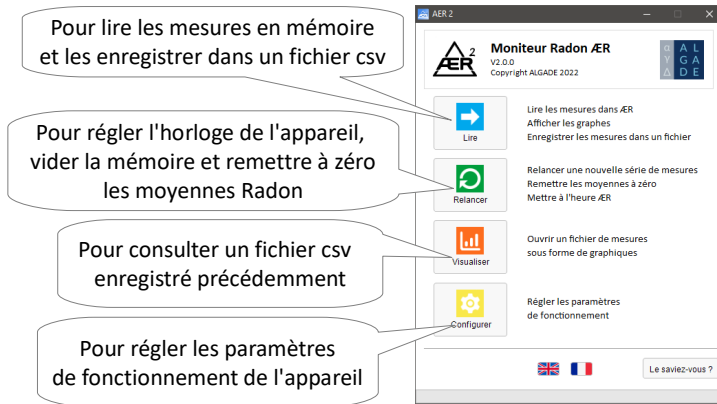 Pour lire les mesures en mémoire
et les enregistrer dans un fichier csv
Pour régler l'horloge de l'appareil,
vider la mémoire et remettre à zéro
les moyennes Radon
Pour consulter un fichier csv
enregistré précédemment
Pour régler les paramètres
de fonctionnement de l'appareil
AER 2
ÆR 2
Moniteur Radon ÆR
V2.0.0
Copyright ALGADE 2022
α A L
Y G A
Δ D E
Lire
Lire les mesures dans ÆR
Afficher les graphes
Enregistrer les mesures dans un fichier
Relancer
Relancer une nouvelle série de mesures
Remettre les moyennes à zéro
Mettre à l'heure ÆR
Visualiser
Ouvrir un fichier de mesures
sous forme de graphiques
Configurer
Régler les paramètres
de fonctionnement
Le saviez-vous ?